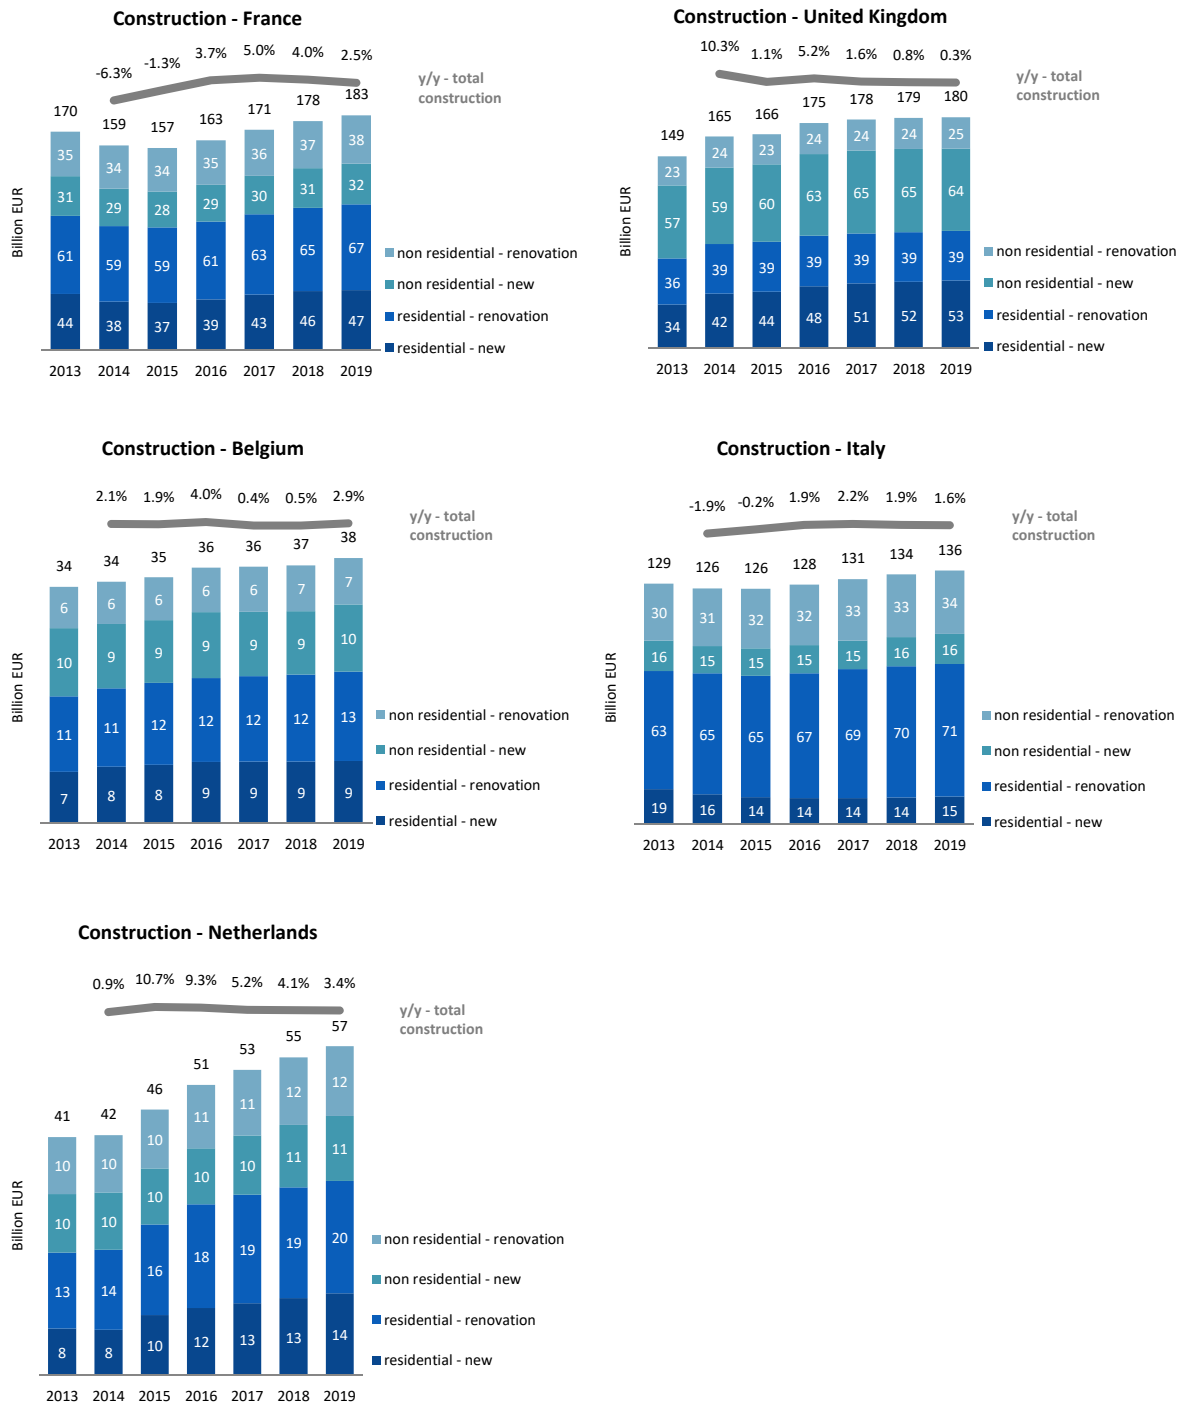 Construction - France
-6.3% -1.3% 3.7% 5.0% 4.0% 2.5%
y/y - total
construction
170 159 157 163 171 178 183
35 34 34 35 36 37 38
31 29 28 29 30 31 32
61 59 59 61 63 65 67
44 38 37 39 43 46 47
Billion EUR
non residential - renovation
non residential - new
residential - renovation
residential - new
2013 2014 2015 2016 2017 2018 2019
Construction - United Kingdom
10.3% 1.1% 5.2% 1.6% 0.8% 0.3%
y/y - total
construction
149 165 166 175 178 179 180
23 24 23 24 24 24 25
57 59 60 63 65 65 64
36 39 39 39 39 39 39
34 42 44 48 51 52 53
Billion EUR
non residential - renovation
non residential - new
residential - renovation
residential - new
2013 2014 2015 2016 2017 2018 2019
Construction - Belgium
2.1% 1.9% 4.0% 0.4% 0.5% 2.9%
y/y - total
construction
34 34 35 36 36 37 38
6 6 6 6 6 7 7
10 9 9 9 9 9 10
11 11 12 12 12 12 13
7 8 8 9 9 9 9
Billion EUR
non residential - renovation
non residential - new
residential - renovation
residential - new
2013 2014 2015 2016 2017 2018 2019
Construction - Italy
-1.9% -0.2% 1.9% 2.2% 1.9% 1.6%
y/y - total
construction
129 126 126 128 131 134 136
30 31 32 32 33 33 34
16 15 15 15 15 16 16
63 65 65 67 69 70 71
19 16 14 14 14 14 15
Billion EUR
non residential - renovation
non residential - new
residential - renovation
residential - new
2013 2014 2015 2016 2017 2018 2019
Construction - Netherlands
0.9% 10.7% 9.3% 5.2% 4.1% 3.4%
y/y - total
construction
41 42 46 51 53 55 57
10 10 10 11 11 12 12
10 10 10 10 10 11 11
13 14 16 18 19 19 20
8 8 10 12 13 13 14
Billion EUR
non residential - renovation
non residential - new
residential - renovation
residential - new
2013 2014 2015 2016 2017 2018 2019